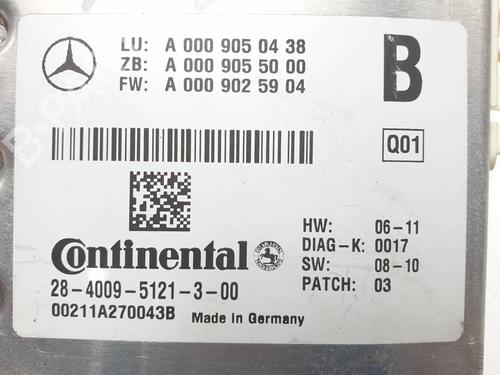 LU: A 000 905 04 38
ZB: A 000 905 50 00
FW: A 000 902 59 04
B
Q01
HW: 06-11
DIAG-K: 0017
SW: 08-10
PATCH: 03
Continental
28-4009-5121-3-00
00211A270043B Made in Germany